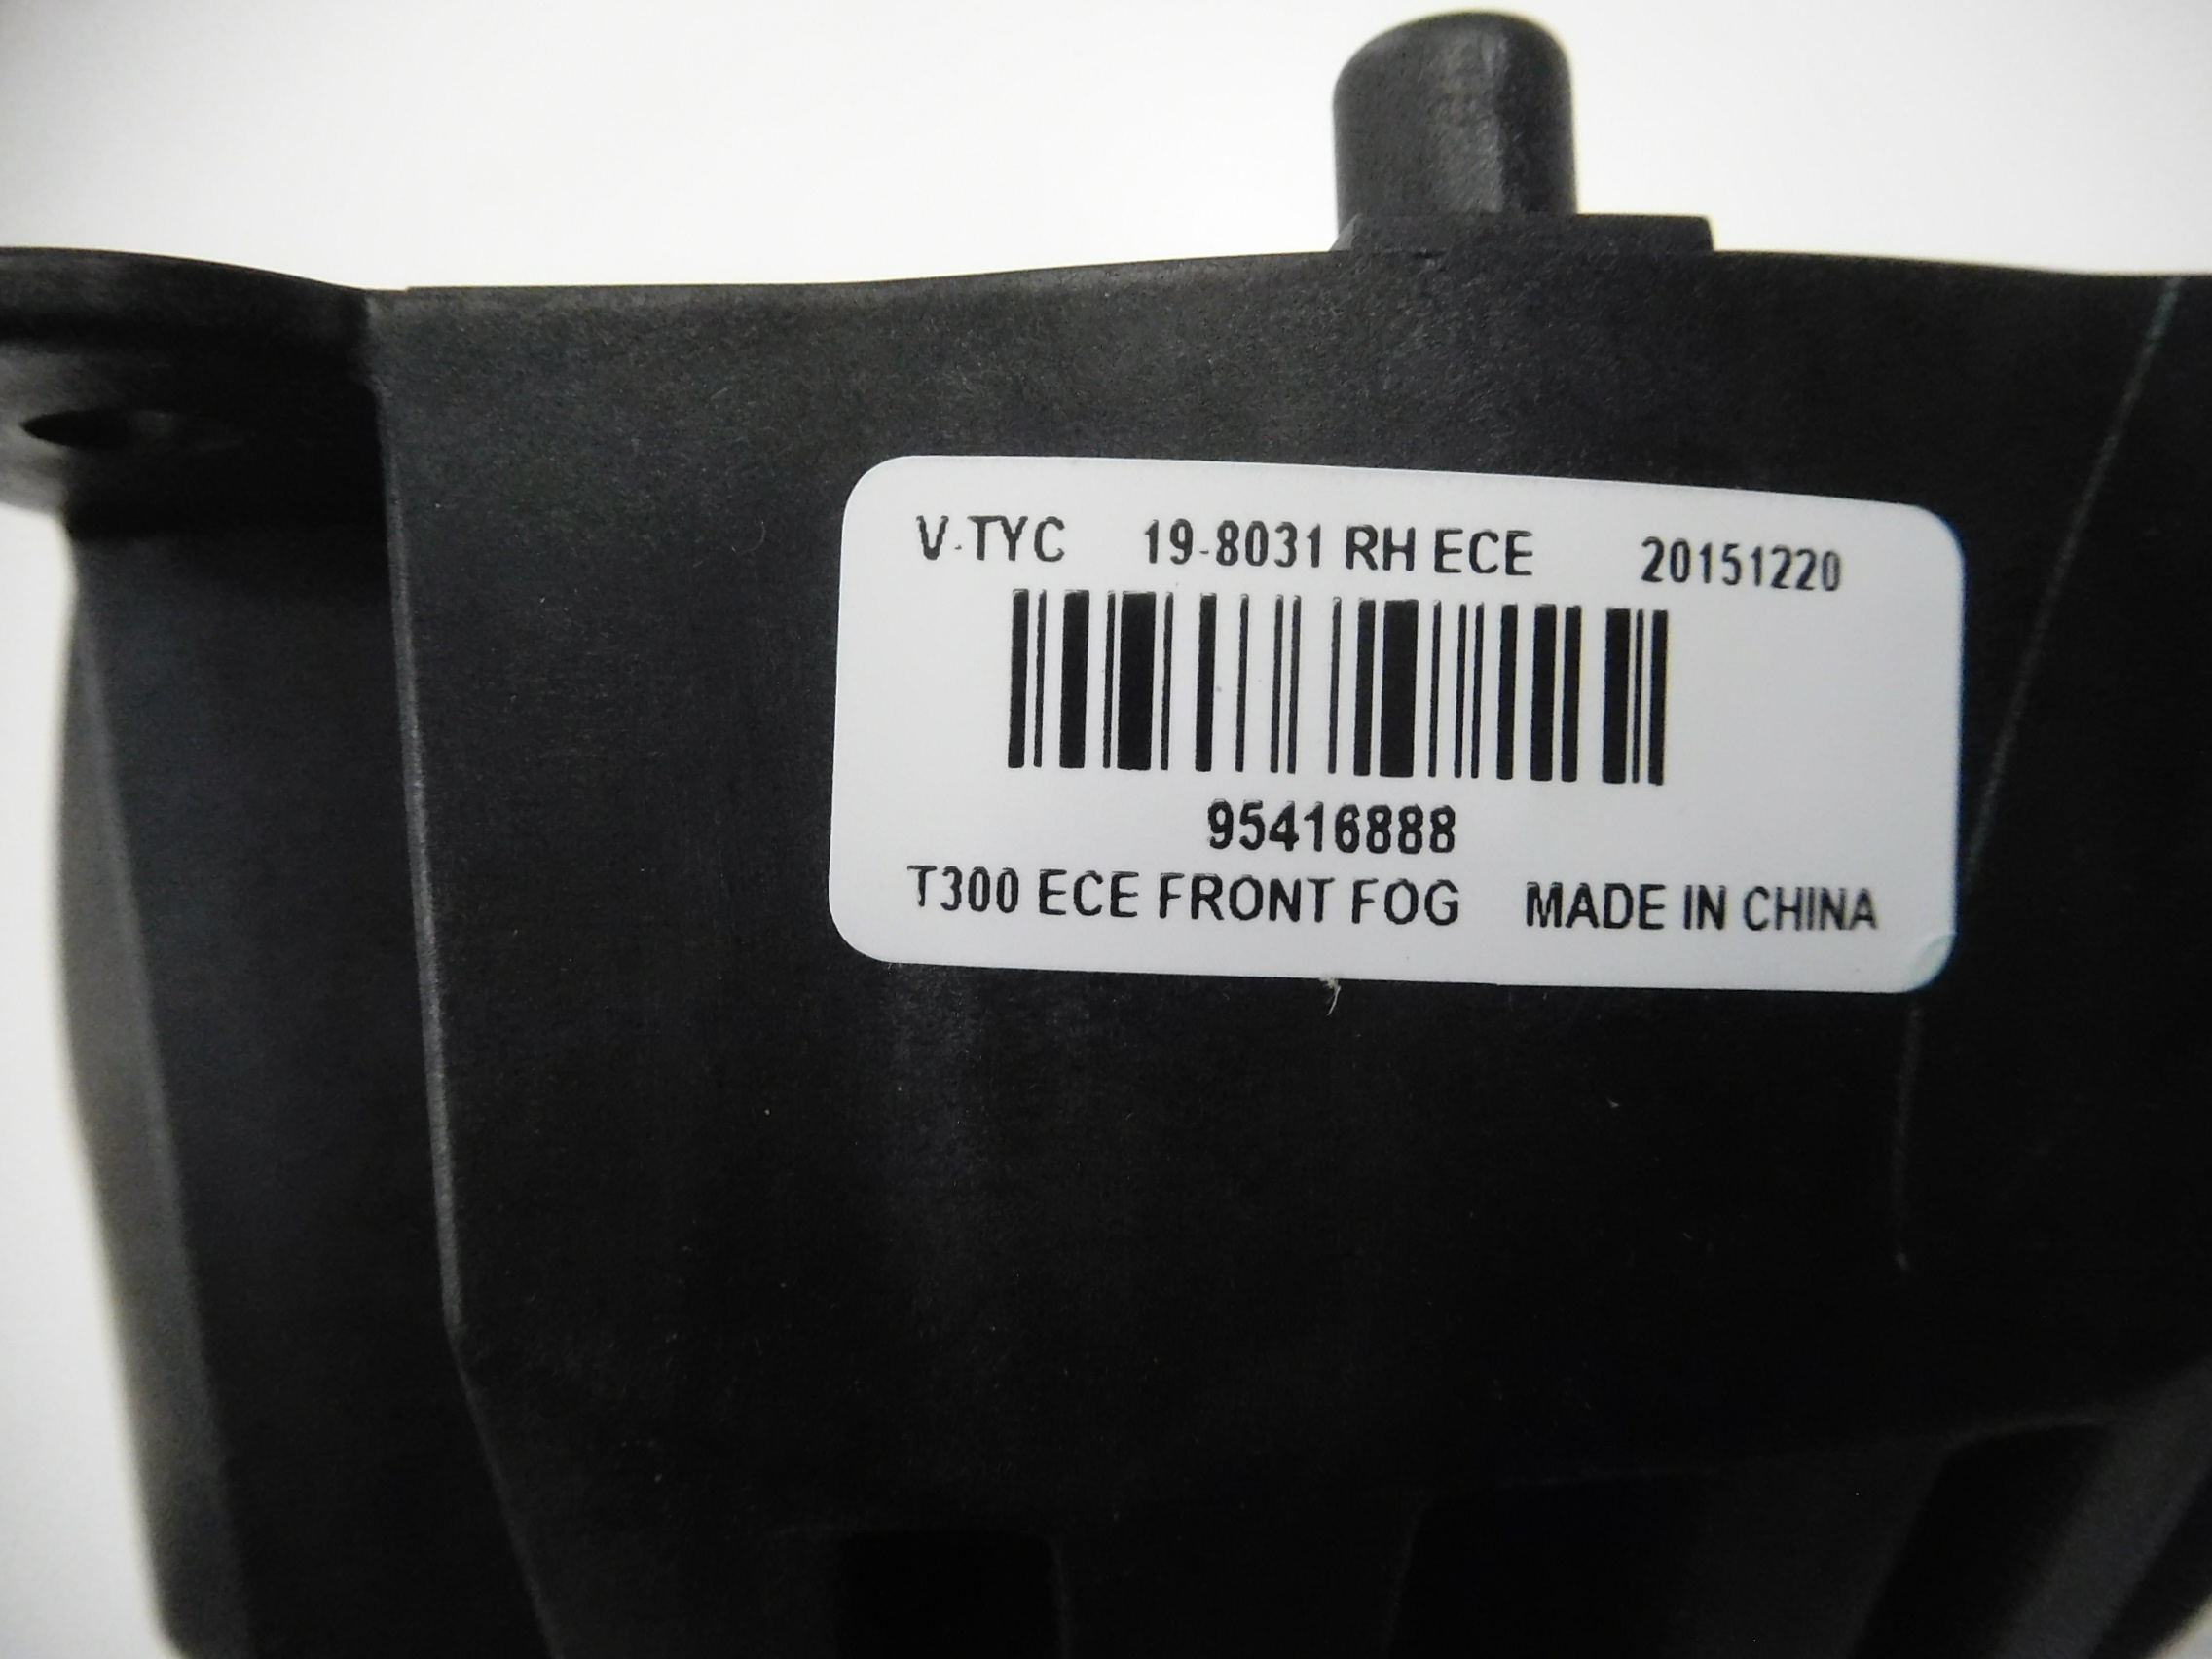 V-TYC 19-8031 RH ECE 20151220
95416888
T300 ECE FRONT FOG MADE IN CHINA